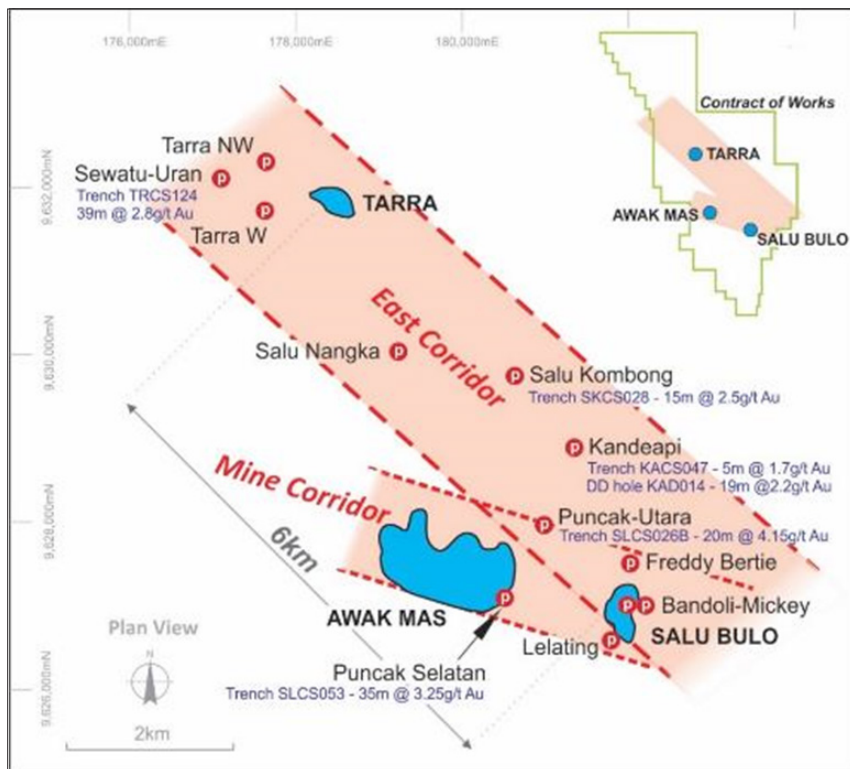 176,000mE
178,000mE
180,000mE
9,632,000mN
9,630,000mN
9,628,000mN
9,626,000mN
Contract of Works
TARRA
AWAK MAS
SALU BULO
Tarra NW
P
Sewatu-Uran
P
Trench TRCS124
39m @ 2.8g/t Au
P
Tarra W
TARRA
East Corridor
Salu Nangka
P
P
Salu Kombong
Trench SKCS028 - 15m @ 2.5g/t Au
P
Kandeapi
Trench KACS047 - 5m @ 1.7g/t Au
DD hole KAD014 - 19m @2.2g/t Au
Mine Corridor
P
Puncak-Utara
Trench SLCS026B - 20m @ 4.15g/t Au
P
Freddy Bertie
6km
P
P P
Bandoli-Mickey
AWAK MAS
Lelating
P
SALU BULO
Plan View
N
Puncak Selatan
Trench SLCS053 - 35m @ 3.25g/t Au
2km